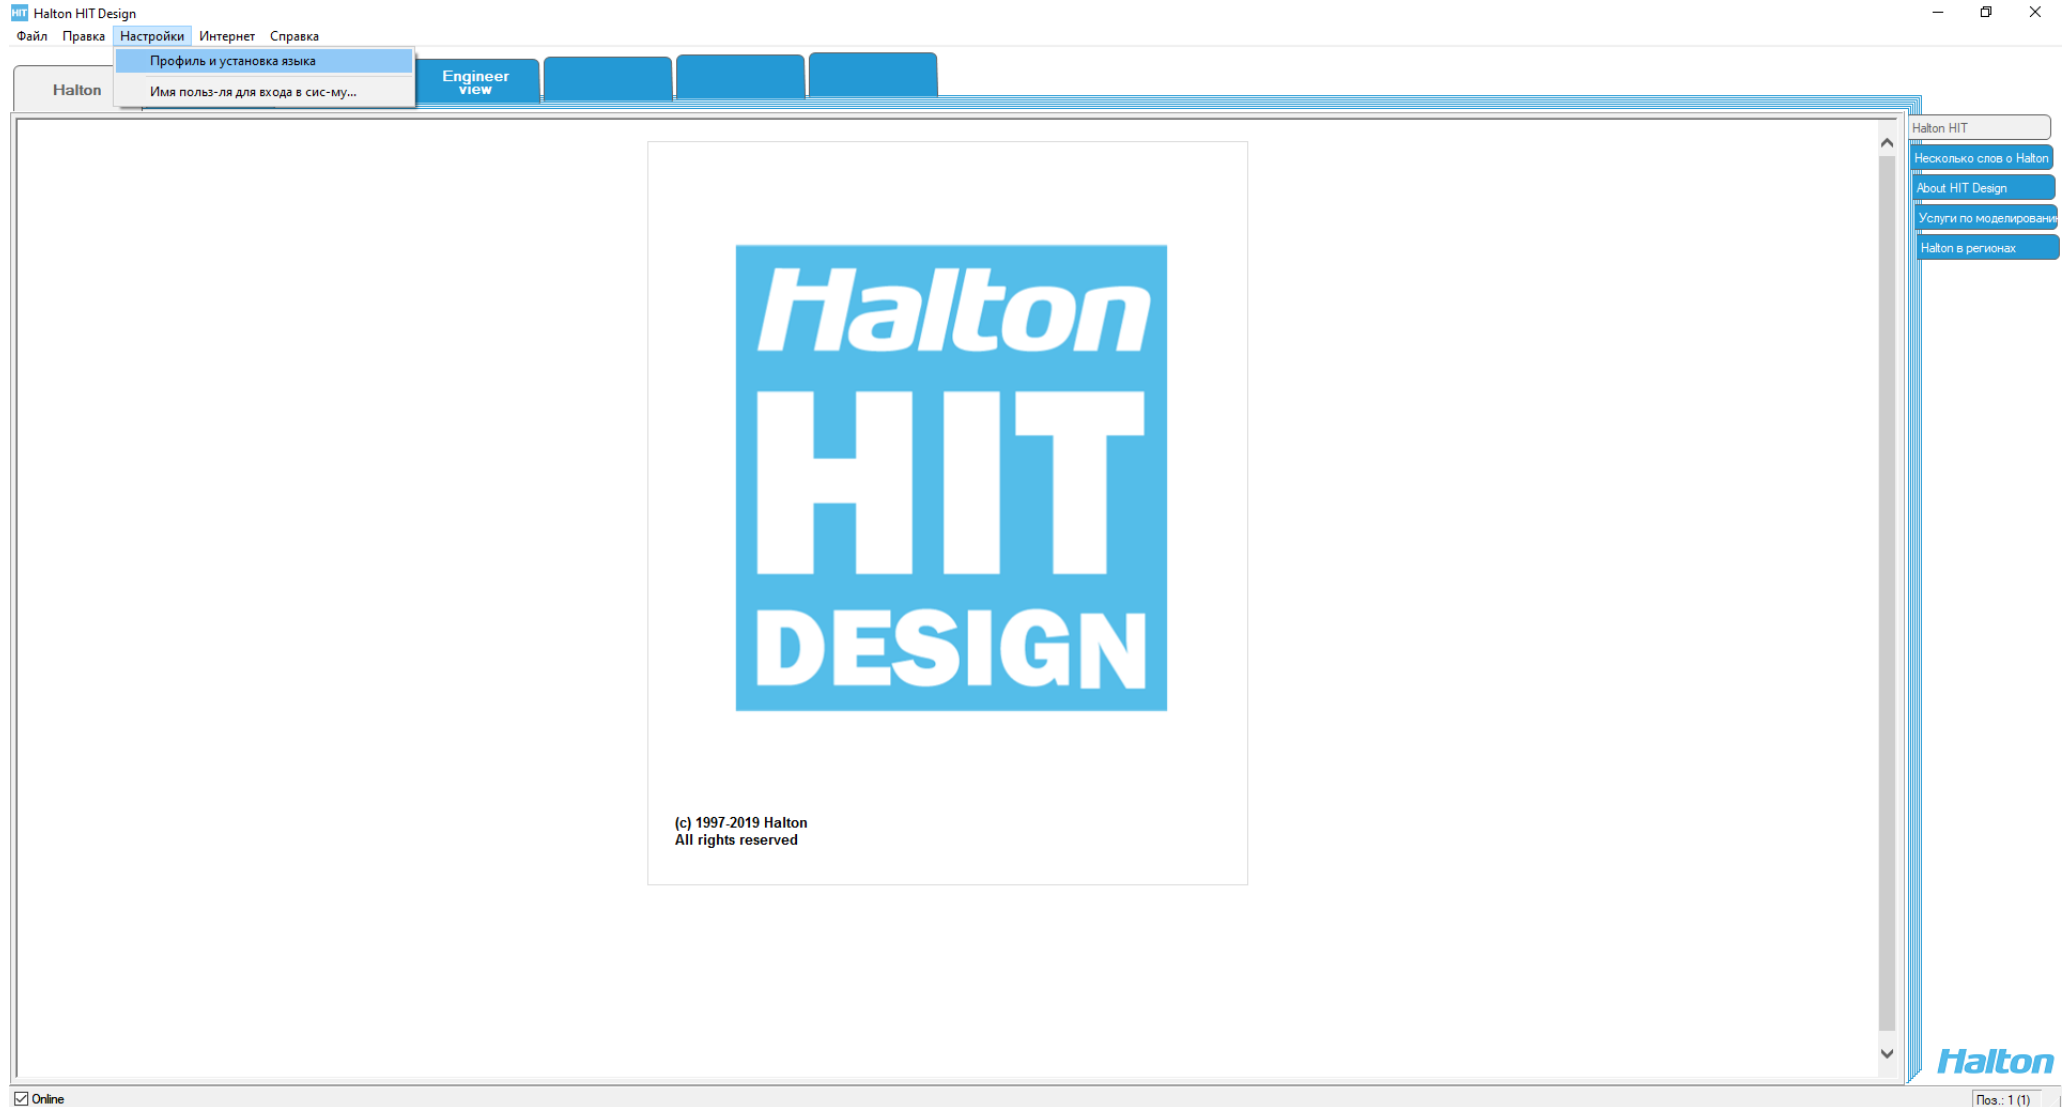 HIT Halton HIT Design
Файл Правка Настройки Интернет Справка
Профиль и установка языка
Имя польз-ля для входа в сис-му...
Halton
Engineer
view
Halton HIT
Несколько слов о Halton
About HIT Design
Услуги по моделировани
Halton в регионах
Halton
HIT
DESIGN
(c) 1997-2019 Halton
All rights reserved
Halton
Online
Поз.: 1 (1)